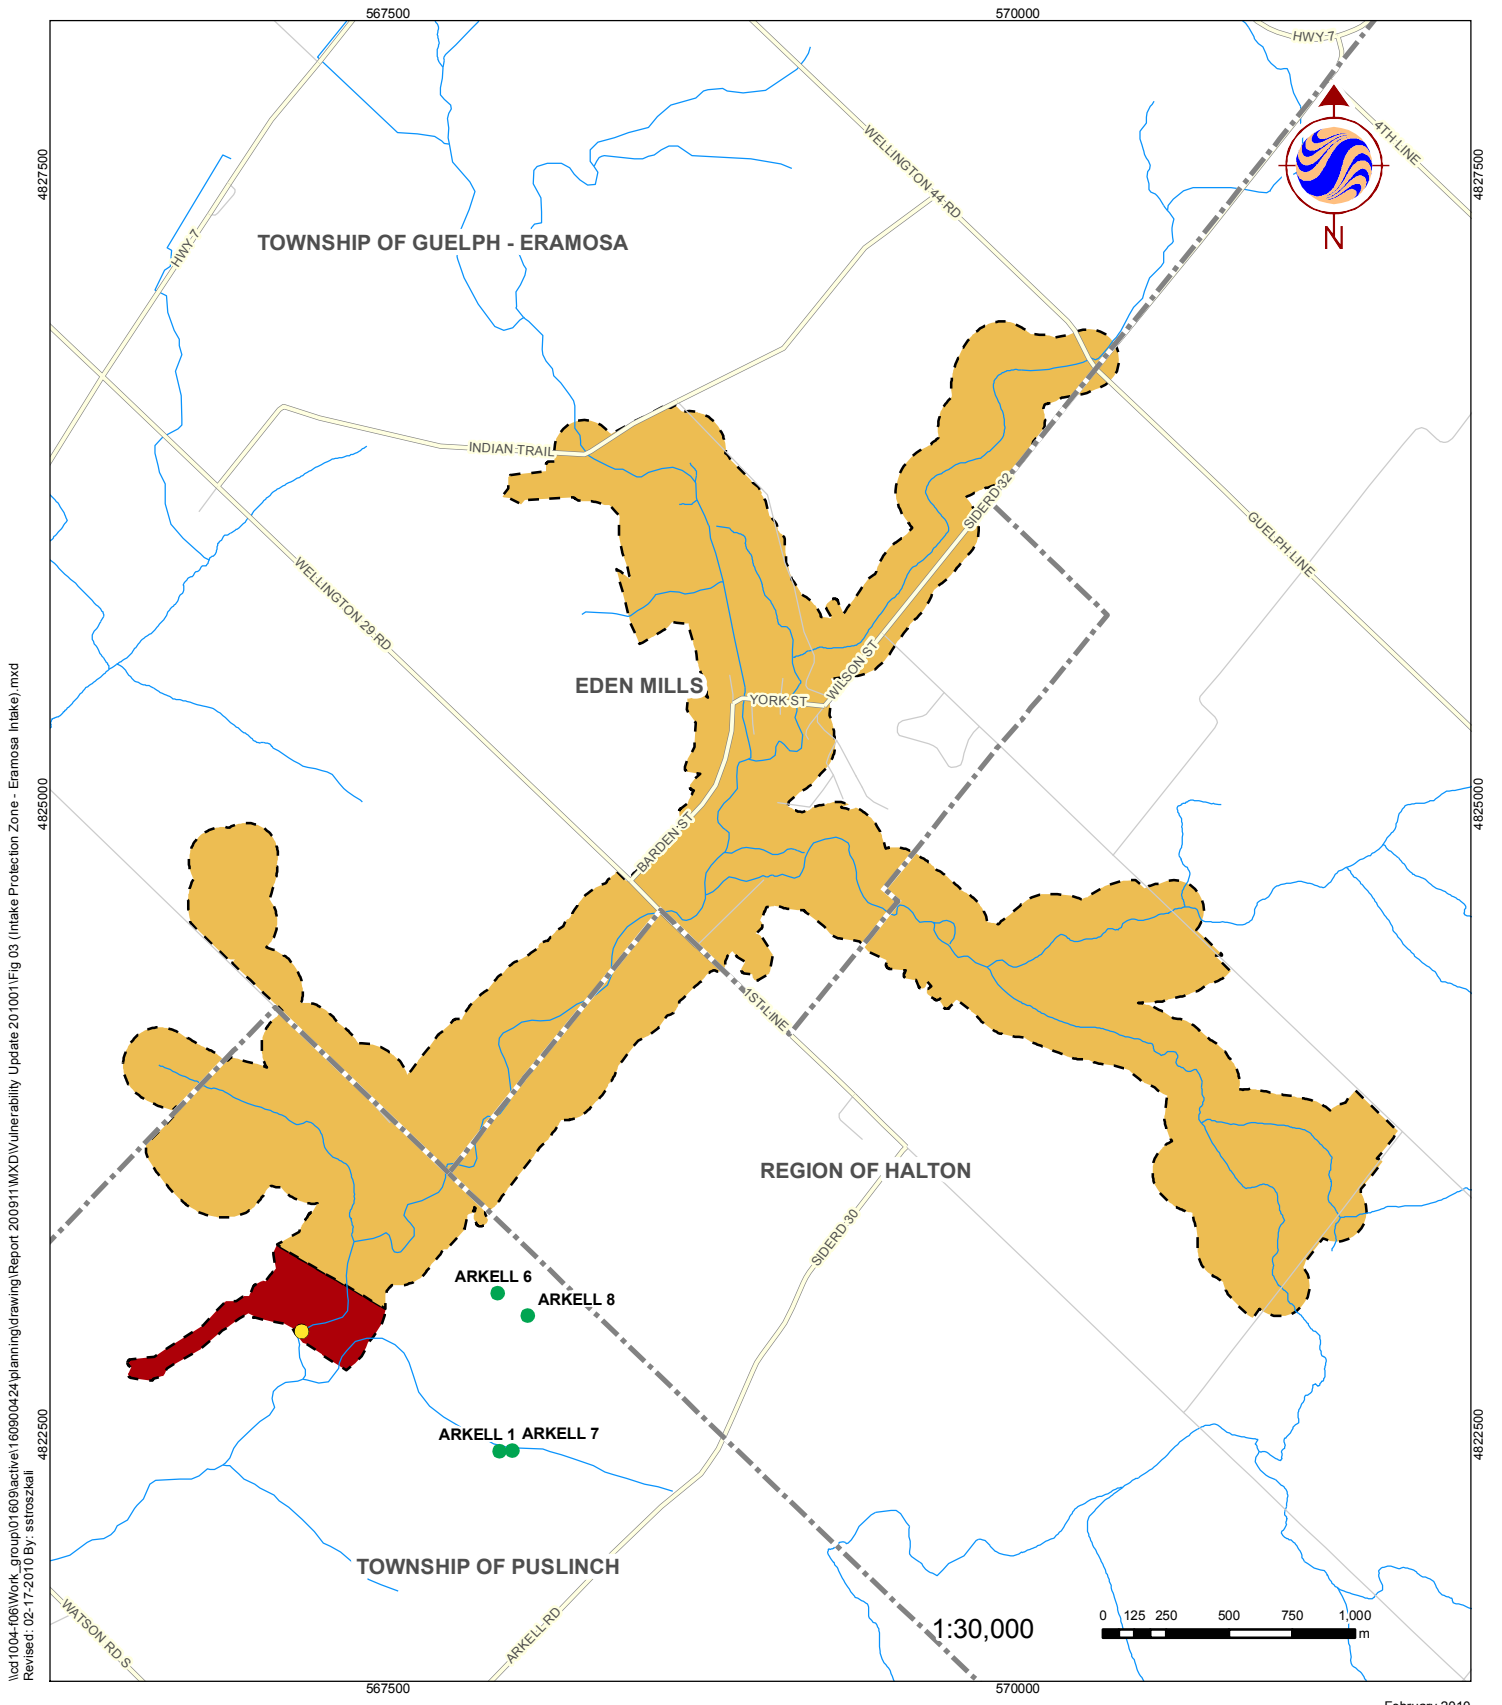 567500
570000
HWY 7
4TH LINE
4827500
4827500
WELLINGTON 44 RD
N
TOWNSHIP OF GUELPH - ERAMOSA
HWY 7
INDIAN TRAIL
SIDERD 32
GUELPH LINE
WELLINGTON 29 RD
EDEN MILLS
YORK ST
WILSON ST
4825000
4825000
BARDEN ST
1ST LINE
REGION OF HALTON
SIDERD 30
ARKELL 6
ARKELL 8
ARKELL 1
ARKELL 7
4822500
4822500
TOWNSHIP OF PUSLINCH
WATSON RD S
ARKELL RD
1:30,000
0 125 250 500 750 1,000
m
567500
570000
\\cd1004-f06\Work_group\01609\active\160900424\planning\drawing\Report 200911\MXD\Vulnerability Update 201001\Fig 03 (Intake Protection Zone - Eramosa Intake).mxd
Revised: 02-17-2010 By: sstroszkali